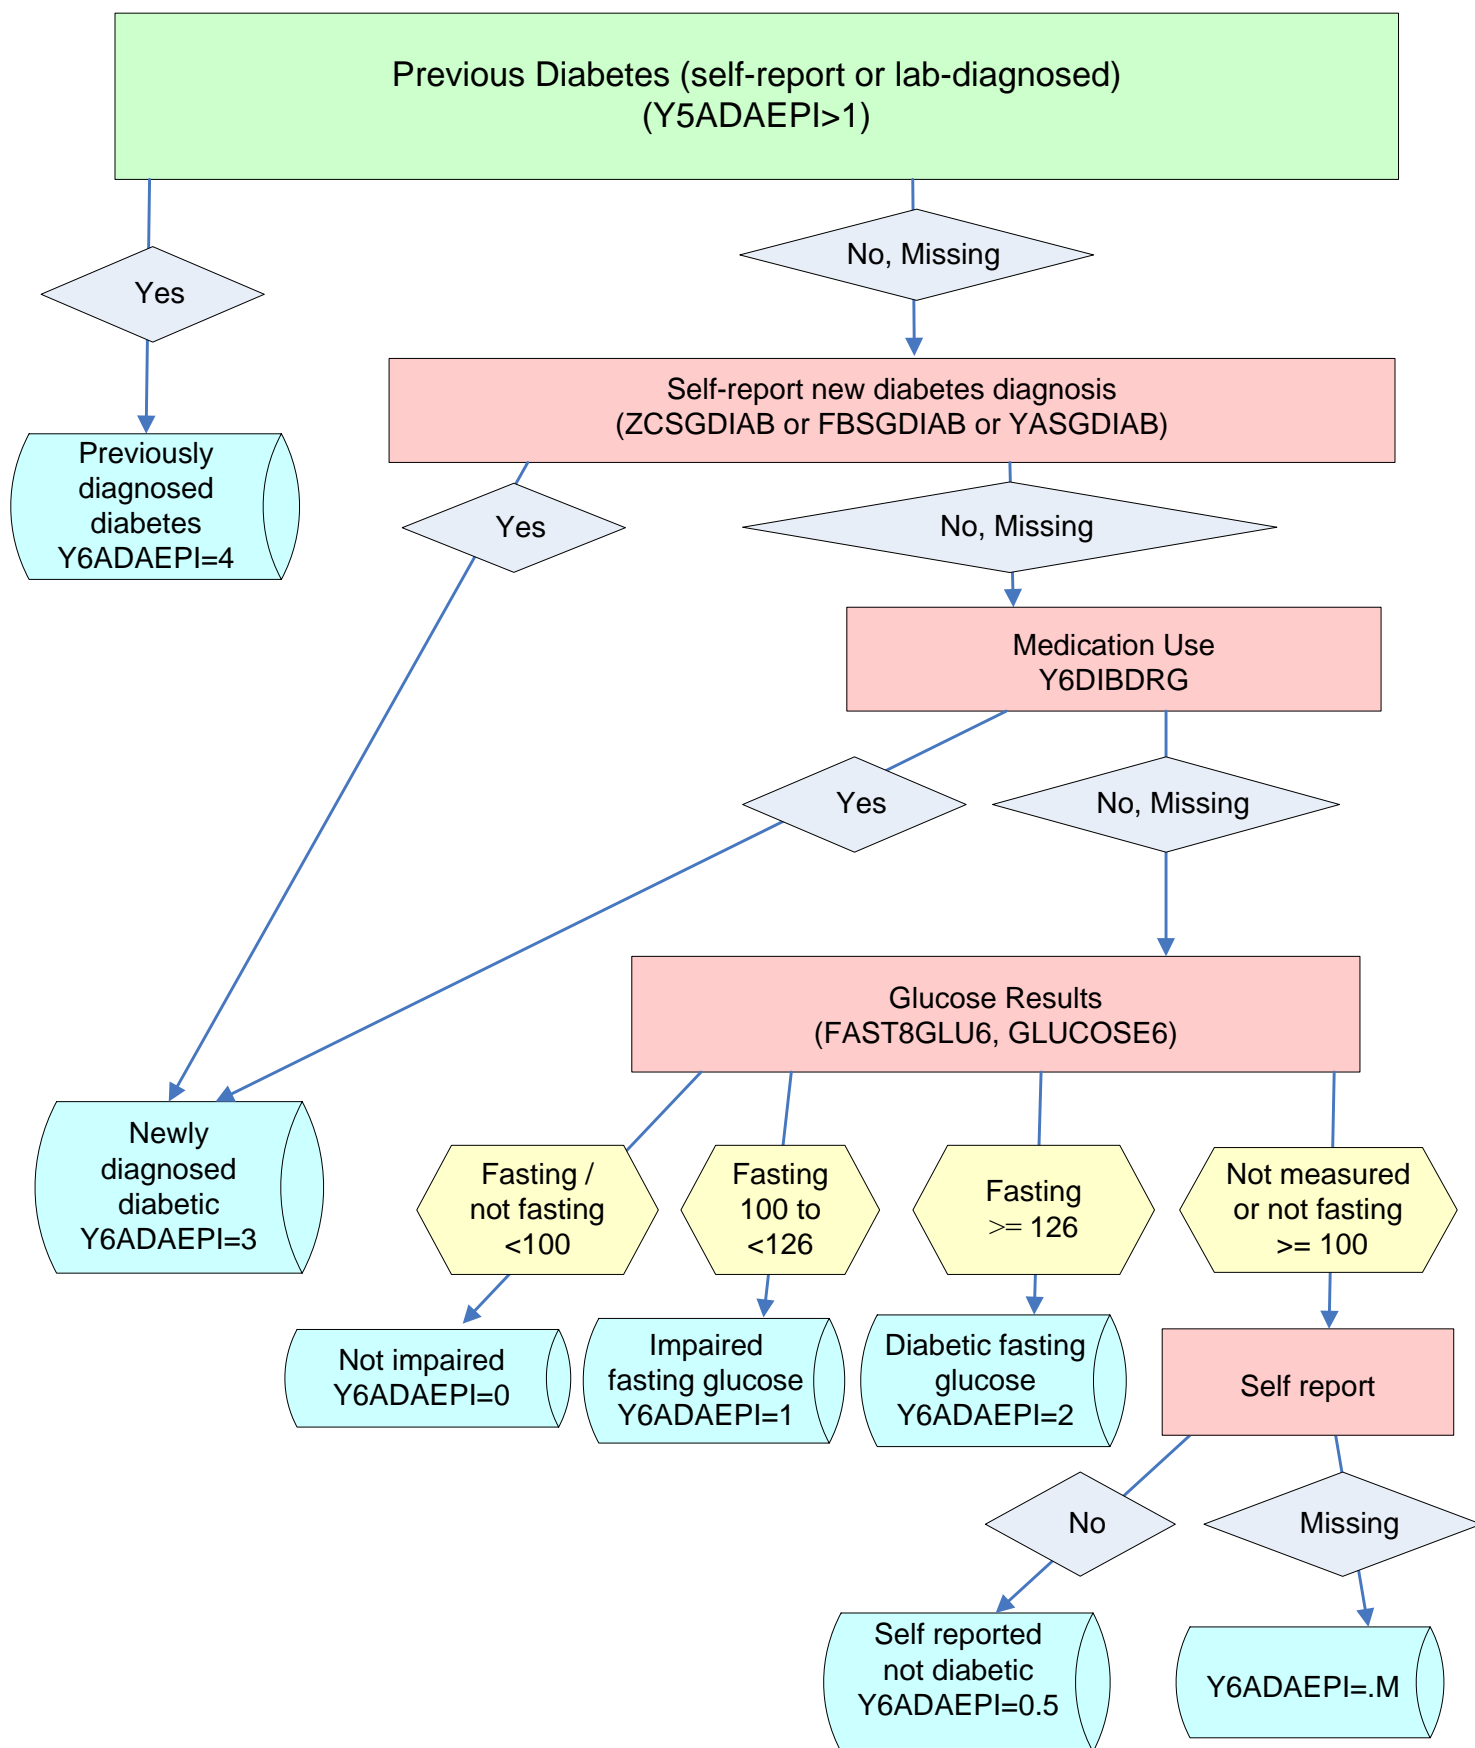 Previous Diabetes (self-report or lab-diagnosed)
(Y5ADAEPI>1)
No, Missing
Yes
Self-report new diabetes diagnosis
(ZCSGDIAB or FBSGDIAB or YASGDIAB)
Previously
diagnosed
diabetes
Y6ADAEPI=4
Yes
No, Missing
Medication Use
Y6DIBDRG
Yes
No, Missing
Glucose Results
(FAST8GLU6, GLUCOSE6)
Newly
diagnosed
diabetic
Y6ADAEPI=3
Fasting /
not fasting
<100
Fasting
100 to
<126
Fasting
>= 126
Not measured
or not fasting
>= 100
Not impaired
Y6ADAEPI=0
Impaired
fasting glucose
Y6ADAEPI=1
Diabetic fasting
glucose
Y6ADAEPI=2
Self report
No
Missing
Self reported
not diabetic
Y6ADAEPI=0.5
Y6ADAEPI=.M